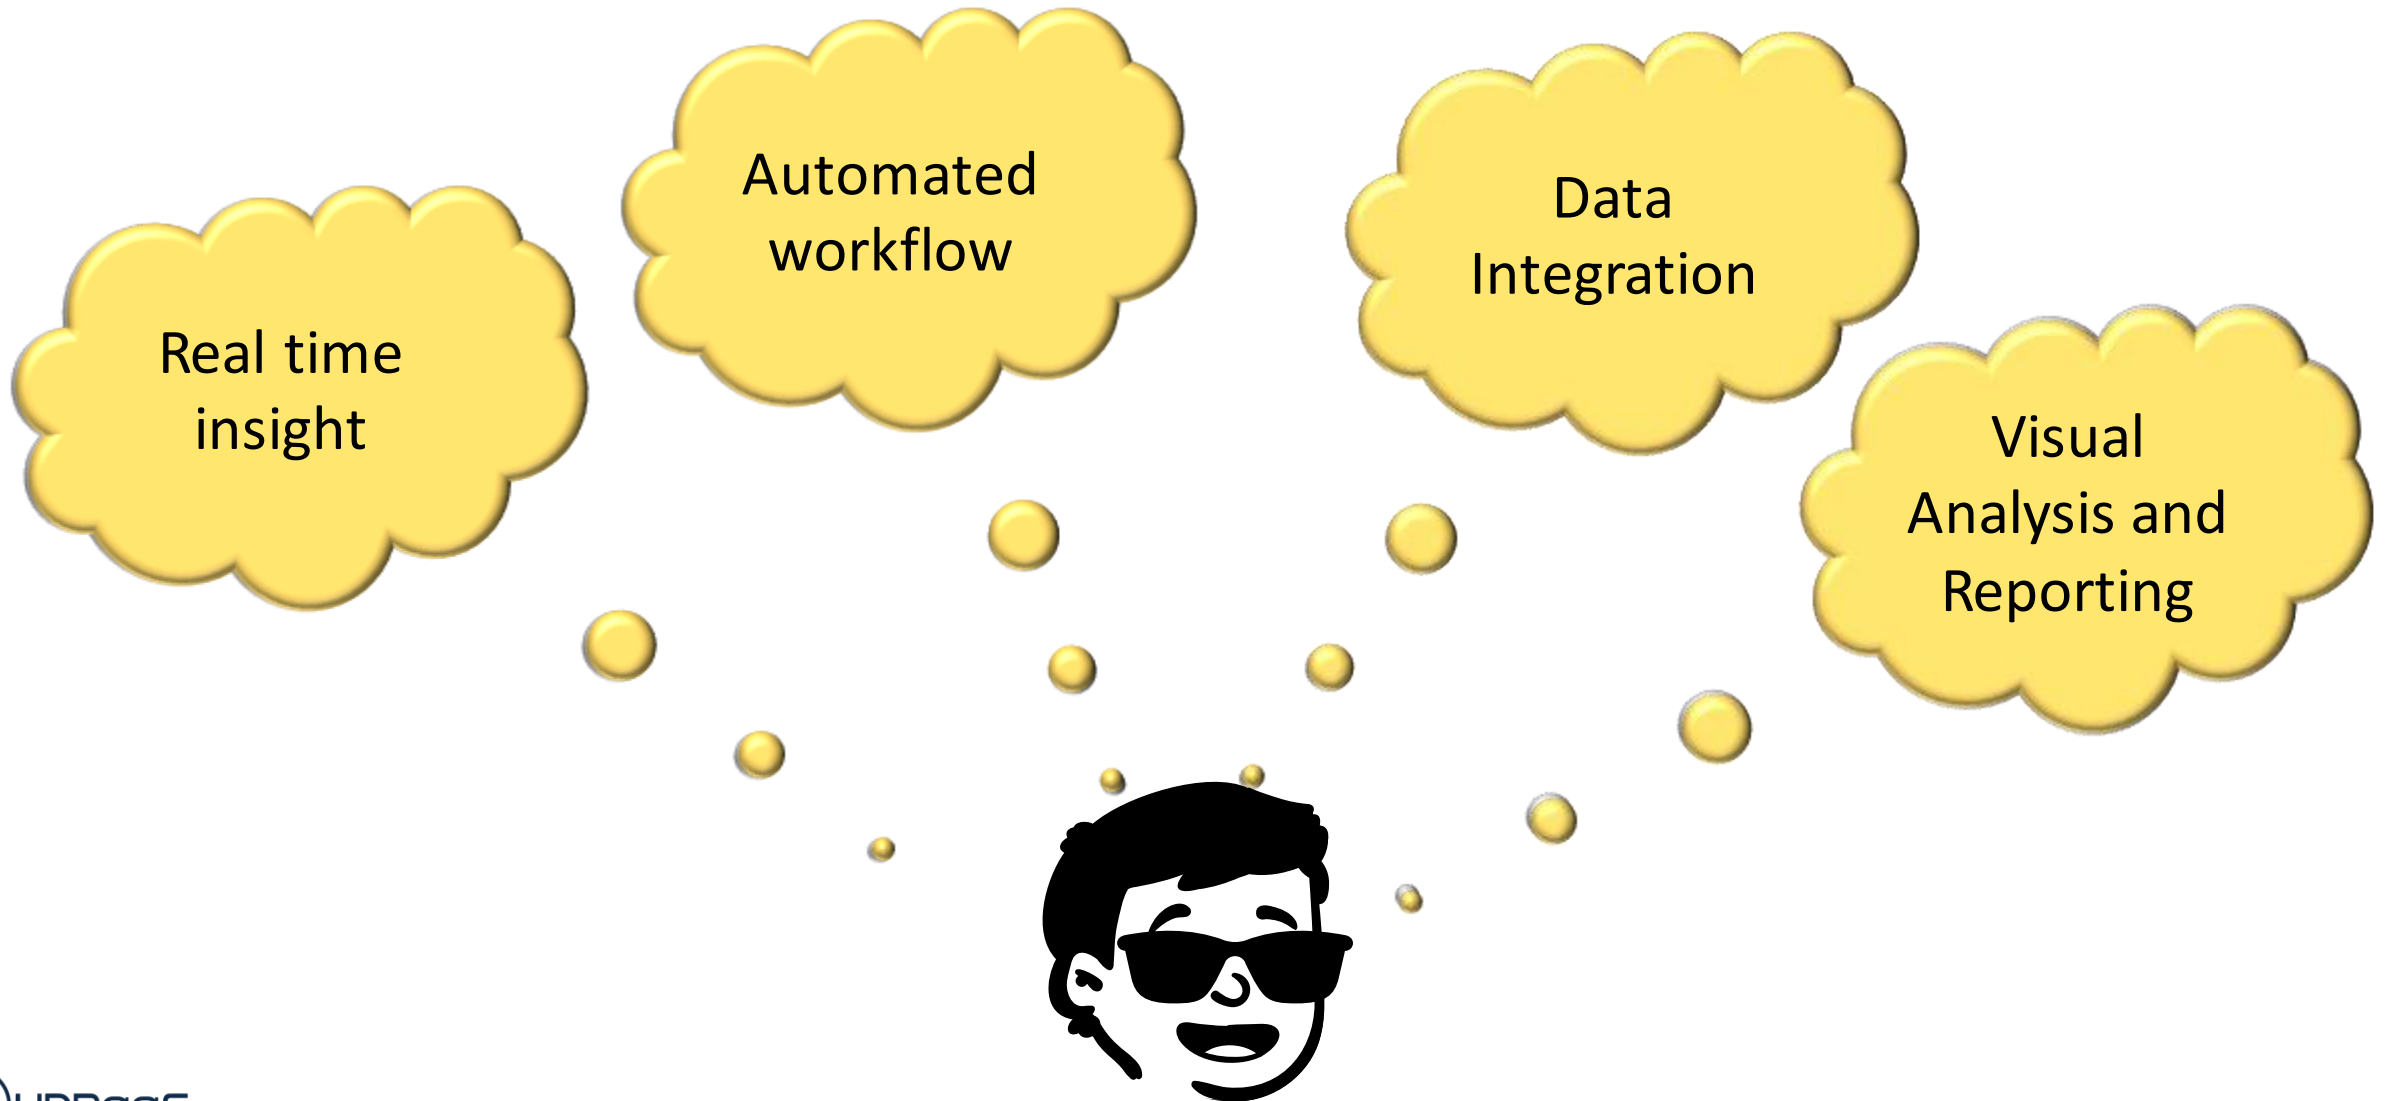 Real time
insight
Automated
workflow
Data
Integration
Visual
Analysis and
Reporting